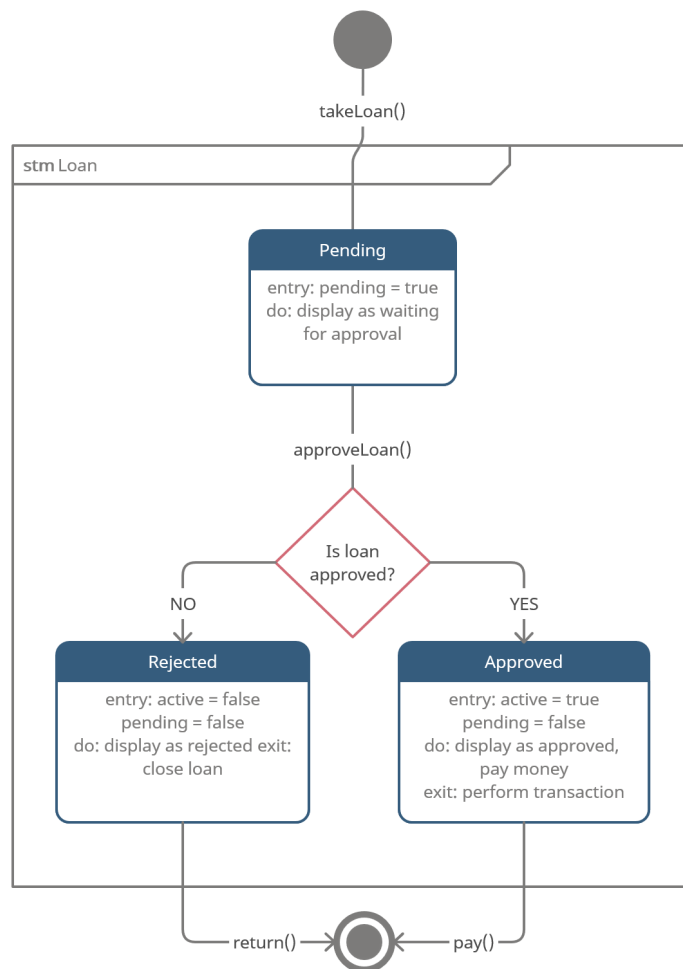 takeLoan()
stm Loan
Pending
entry: pending = true
do: display as waiting
for approval
approveLoan()
Is loan
approved?
NO
YES
Rejected
entry: active = false
pending = false
do: display as rejected exit:
close loan
Approved
entry: active = true
pending = false
do: display as approved,
pay money
exit: perform transaction
return()
pay()